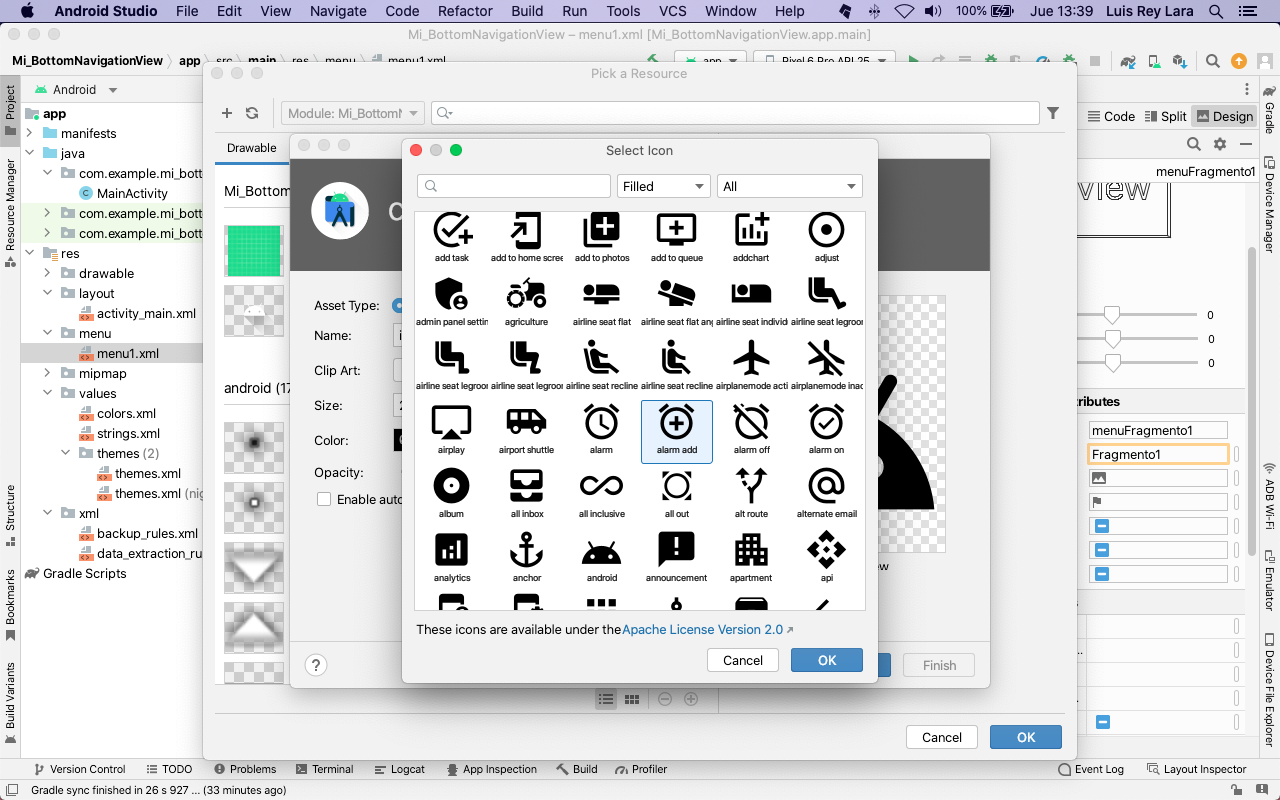 Android Studio File Edit View Navigate Code Refactor Build Run Tools VCS Window Help 100% Jue 13:39 Luis Rey Lara
Mi_BottomNavigationView – menu1.xml [Mi_BottomNavigationView.app.main]
Mi_BottomNavigationView app src main res menu menu1.xml app Pixel 6 Pro API 25
Pick a Resource
Project
Android
Module: Mi_Bottom
Code Split Design
Gradle
app
manifests
java
com.example.mi_bott
MainActivity
com.example.mi_bott
com.example.mi_bott
res
drawable
layout
activity_main.xml
menu
menu1.xml
mipmap
values
colors.xml
strings.xml
themes (2)
themes.xml
themes.xml (nig
xml
backup_rules.xml
data_extraction_ru
Gradle Scripts
Resource Manager
Structure
Bookmarks
Build Variants
Drawable
Mi_Bottom
android (17
Asset Type:
Name:
Clip Art:
Size:
Color:
Opacity:
Enable auto
Select Icon
Filled All
add task add to home scree add to photos add to queue addchart adjust
admin panel settin agriculture airline seat flat airline seat flat ang airline seat individ airline seat legroor
airline seat legroor airline seat legroor airline seat recline airline seat recline airplanemode acti airplanemode inac
airplay airport shuttle alarm alarm add alarm off alarm on
album all inbox all inclusive all out alt route alternate email
analytics anchor android announcement apartment api
These icons are available under the Apache License Version 2.0
Cancel OK
? Finish
Cancel OK
menuFragmento1
View
0
0
0
ributes
menuFragmento1
Fragmento1
Device Manager
ADB Wi-Fi
Emulator
Device File Explorer
Version Control TODO Problems Terminal Logcat App Inspection Build Profiler Event Log Layout Inspector
Gradle sync finished in 26 s 927 ... (33 minutes ago)